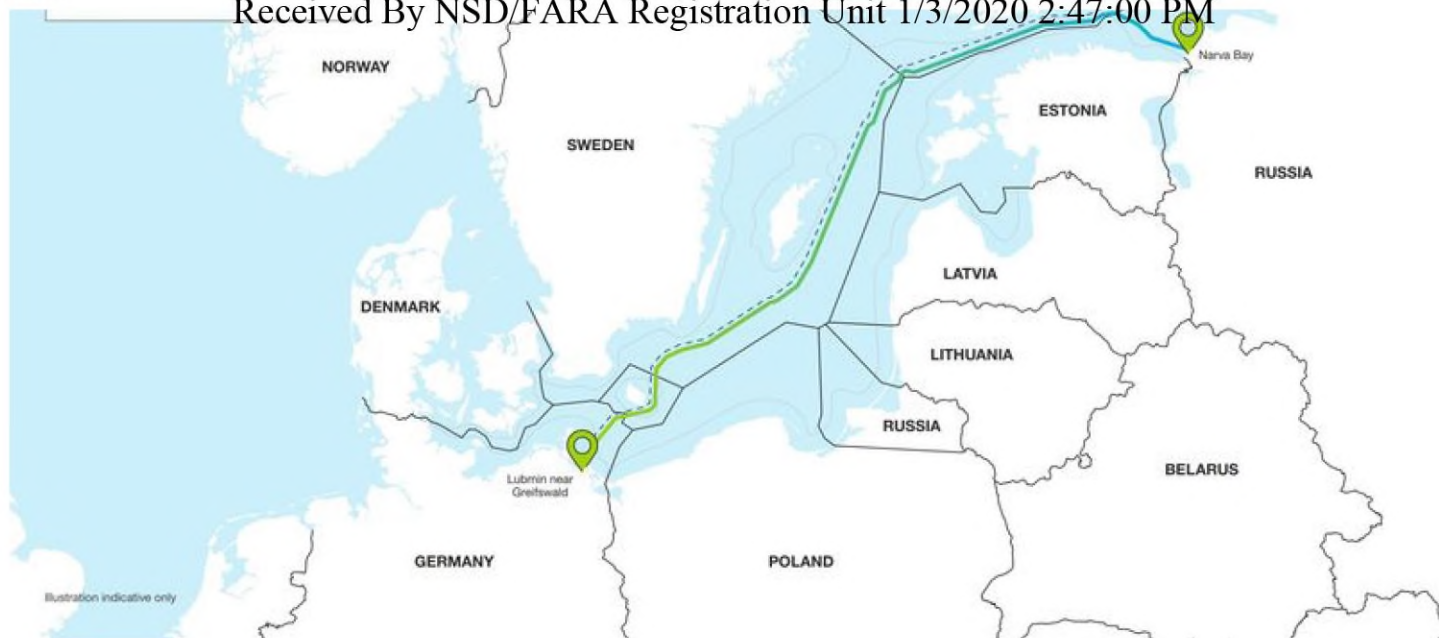 Received By NSD/FARA Registration Unit 1/3/2020 2:47:00 PM
NORWAY
Narva Bay
ESTONIA
SWEDEN
RUSSIA
LATVIA
DENMARK
LITHUANIA
RUSSIA
BELARUS
Lubmin near
Greifswald
GERMANY
POLAND
Illustration indicative only